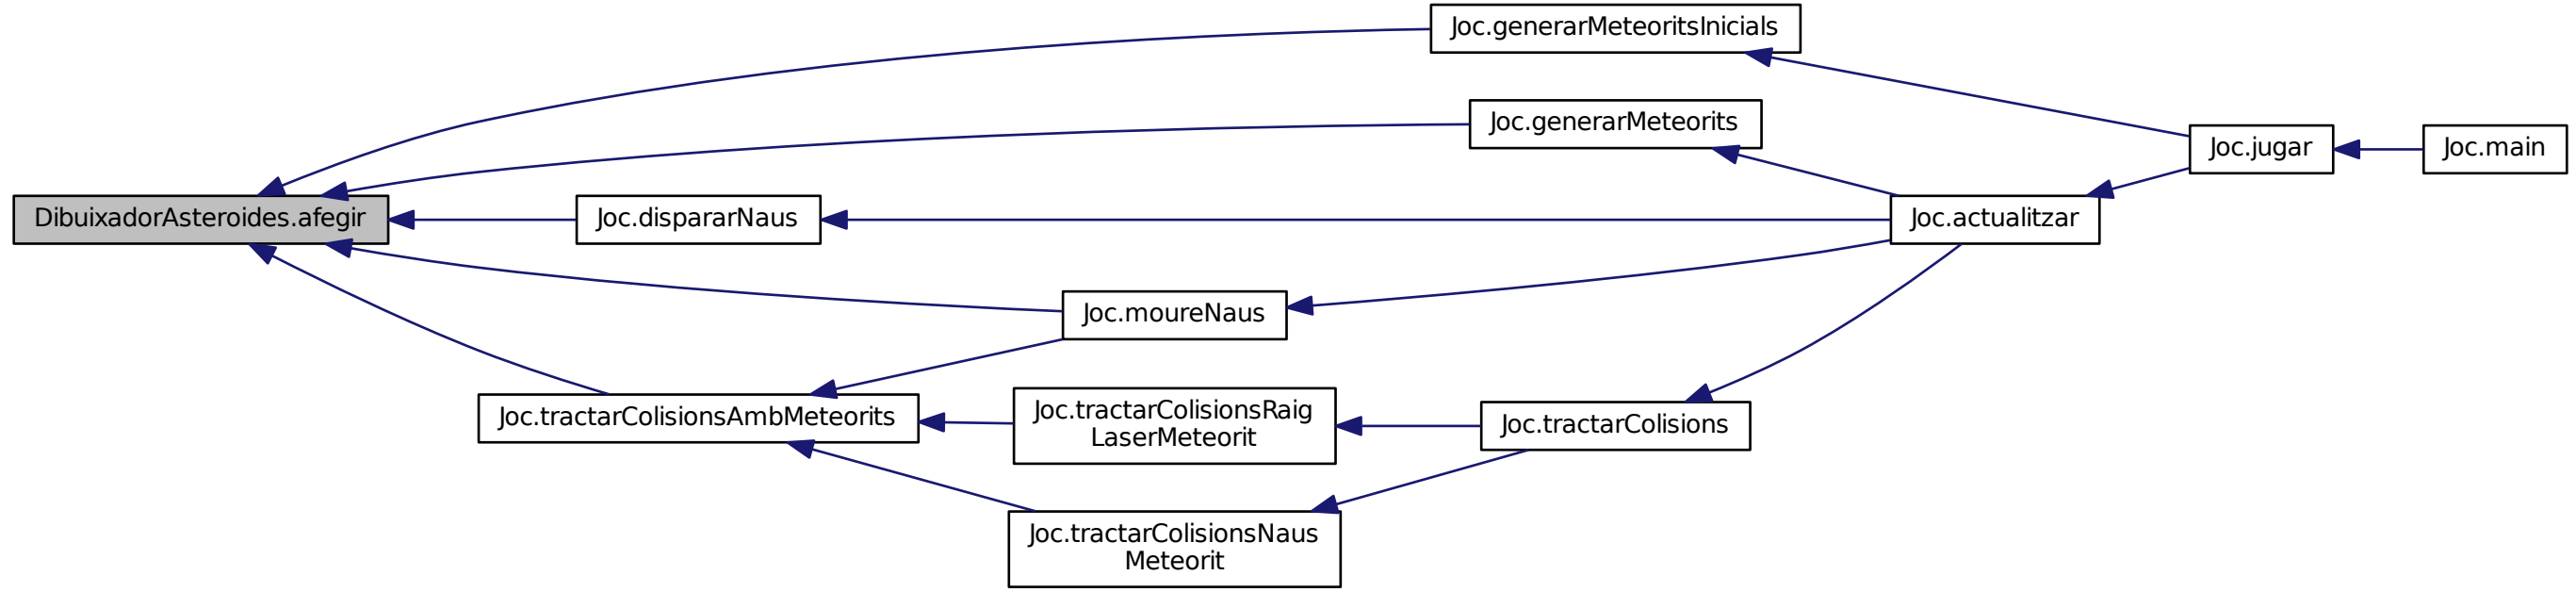 Joc.generarMeteoritsInicials
Joc.generarMeteorits
Joc.jugar
Joc.main
DibuixadorAsteroides.afegir
Joc.dispararNaus
Joc.actualitzar
Joc.moureNaus
Joc.tractarColisionsAmbMeteorits
Joc.tractarColisionsRaig
LaserMeteorit
Joc.tractarColisions
Joc.tractarColisionsNaus
Meteorit